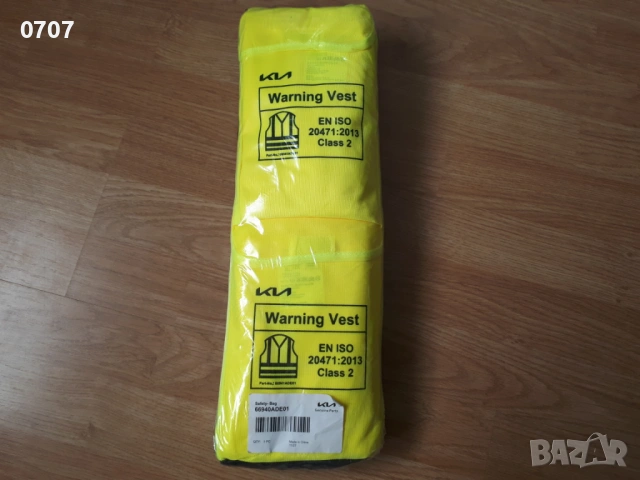 0707
KIA
Warning Vest
EN ISO
20471:2013
Class 2
KIA
Warning Vest
EN ISO
20471:2013
Class 2
Safety-Bag
66940ADE01
KIA
BAZAR